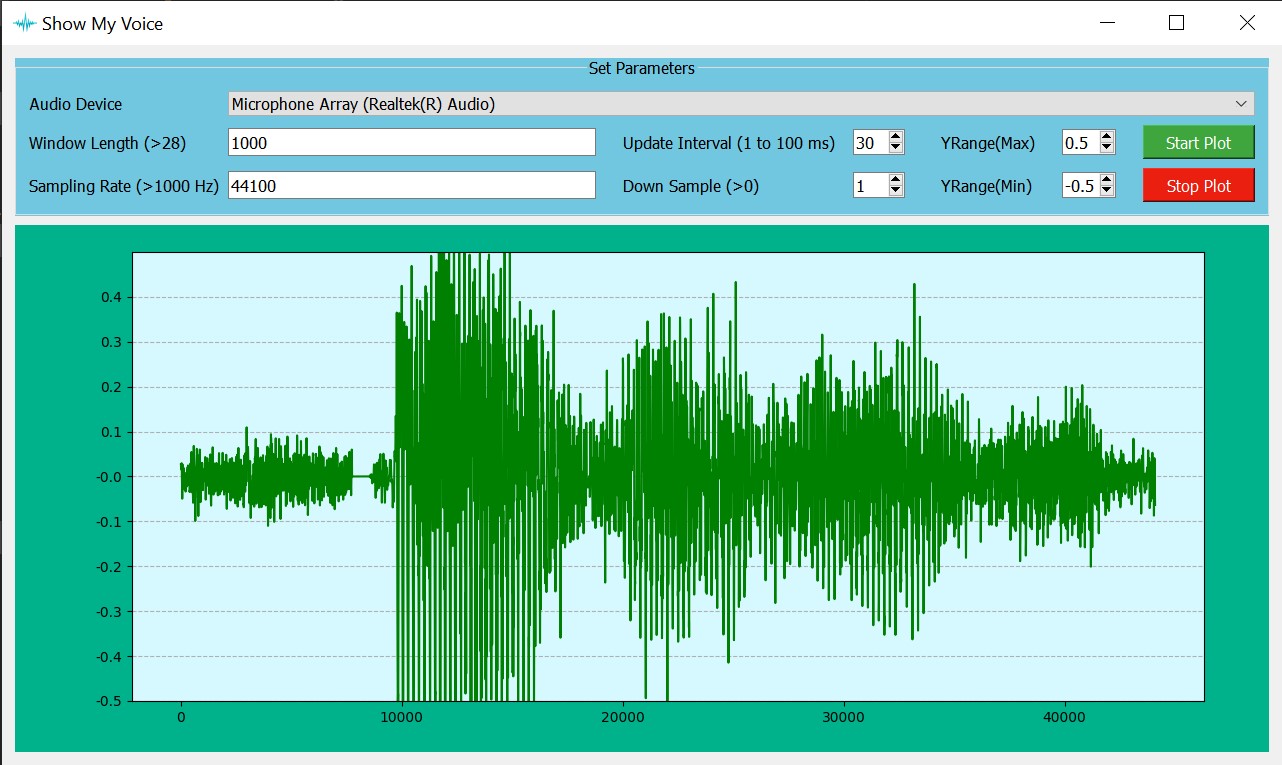 Show My Voice
Set Parameters
Audio Device Microphone Array (Realtek(R) Audio)
Window Length (>28) 1000 Update Interval (1 to 100 ms) 30 YRange(Max) 0.5 Start Plot
Sampling Rate (>1000 Hz) 44100 Down Sample (>0) 1 YRange(Min) -0.5 Stop Plot
0.4
0.3
0.2
0.1
-0.0
-0.1
-0.2
-0.3
-0.4
-0.5
0 10000 20000 30000 40000